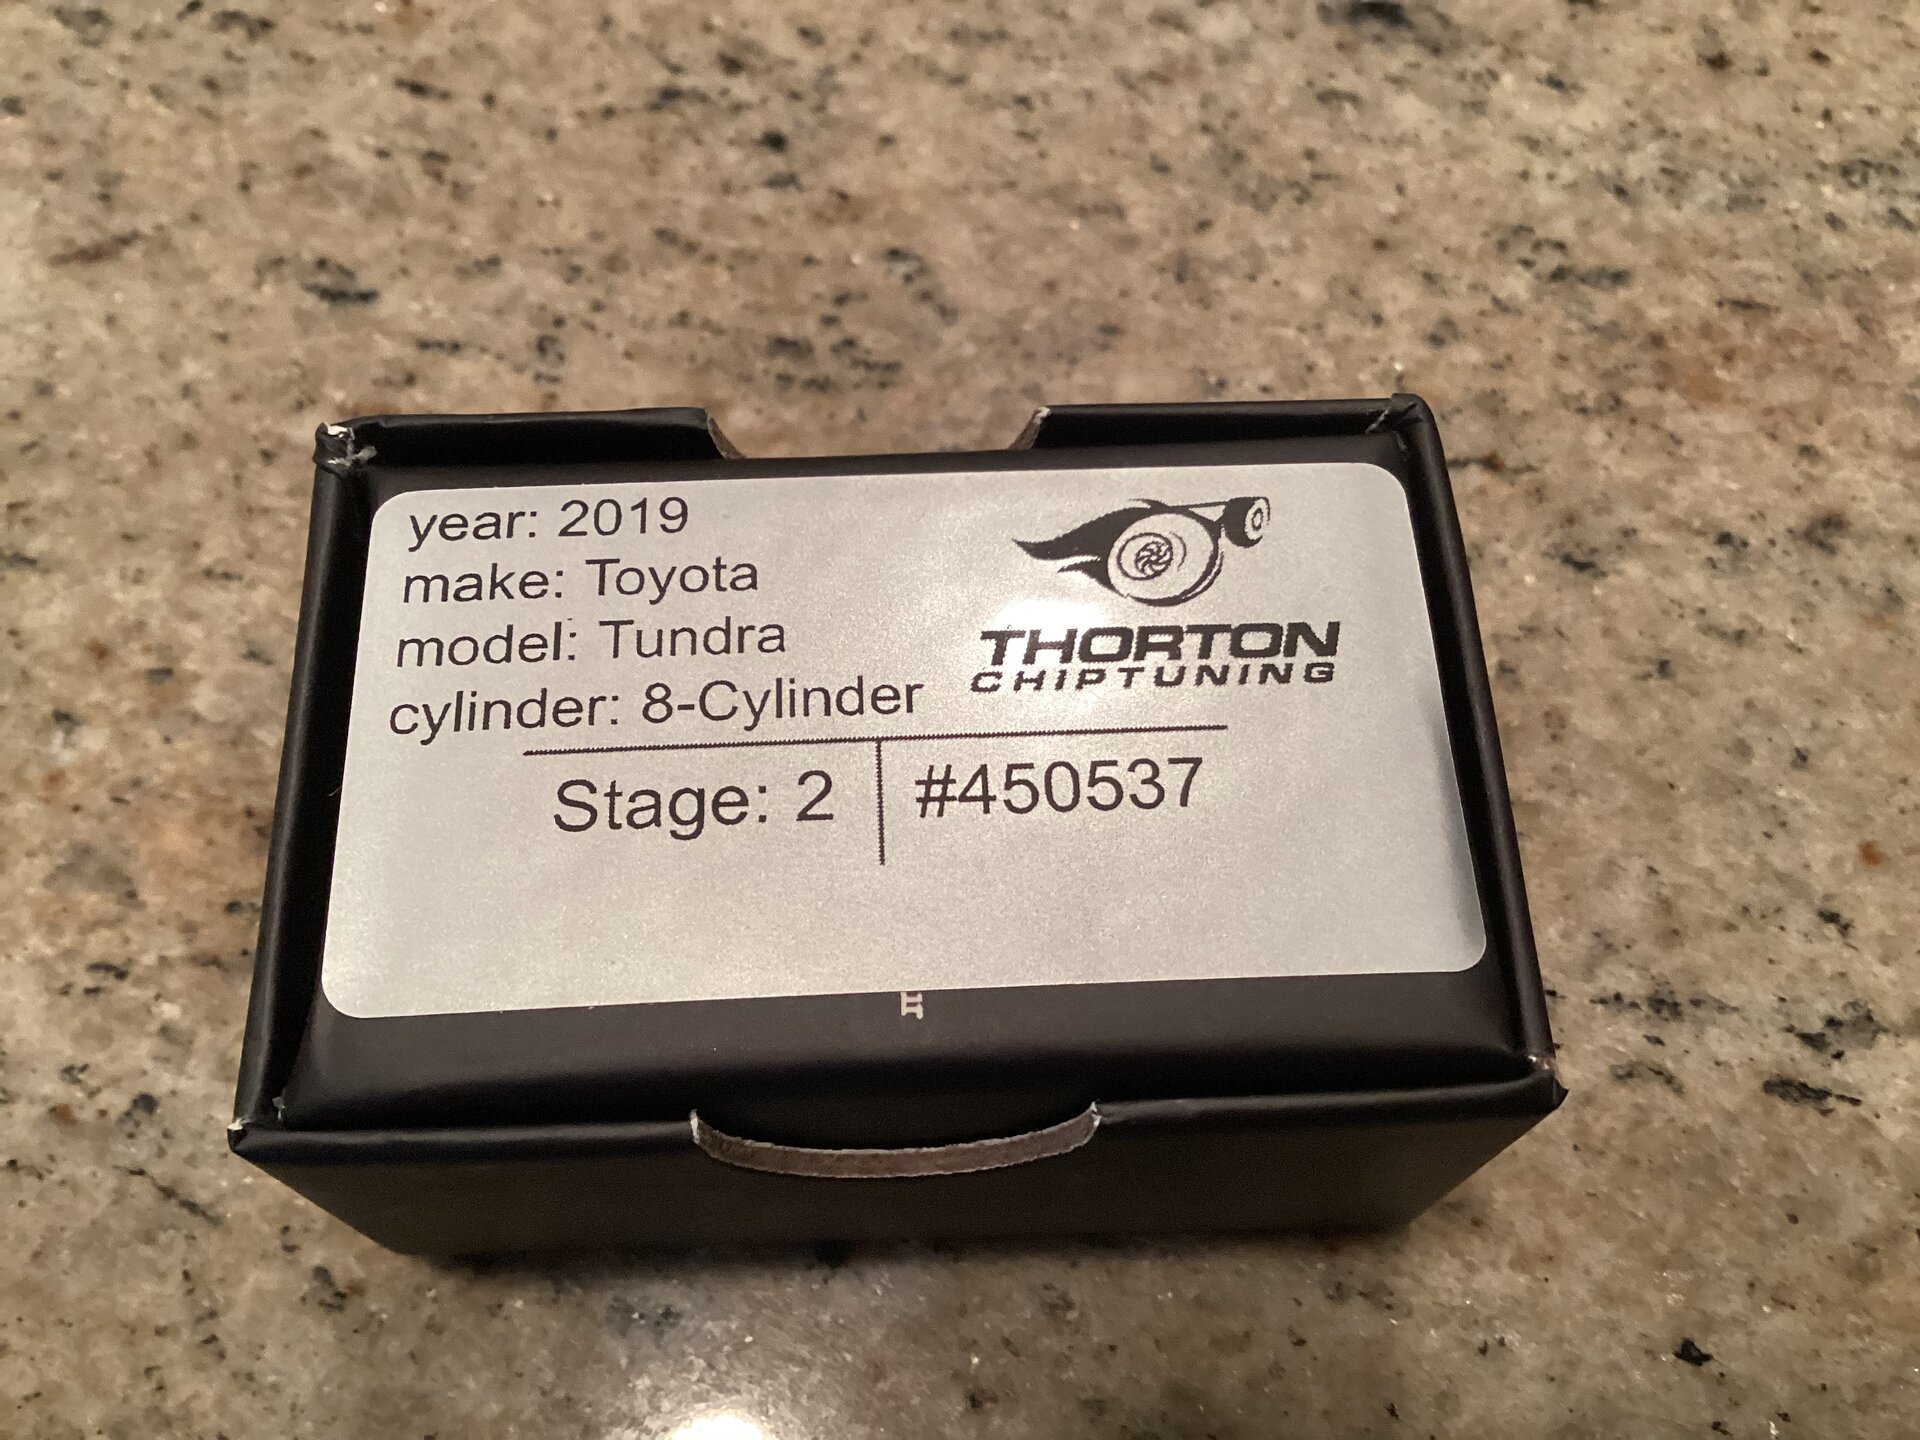 year: 2019
make: Toyota
model: Tundra
cylinder: 8-Cylinder
THORTON
CHIPTUNING
Stage: 2
#450537